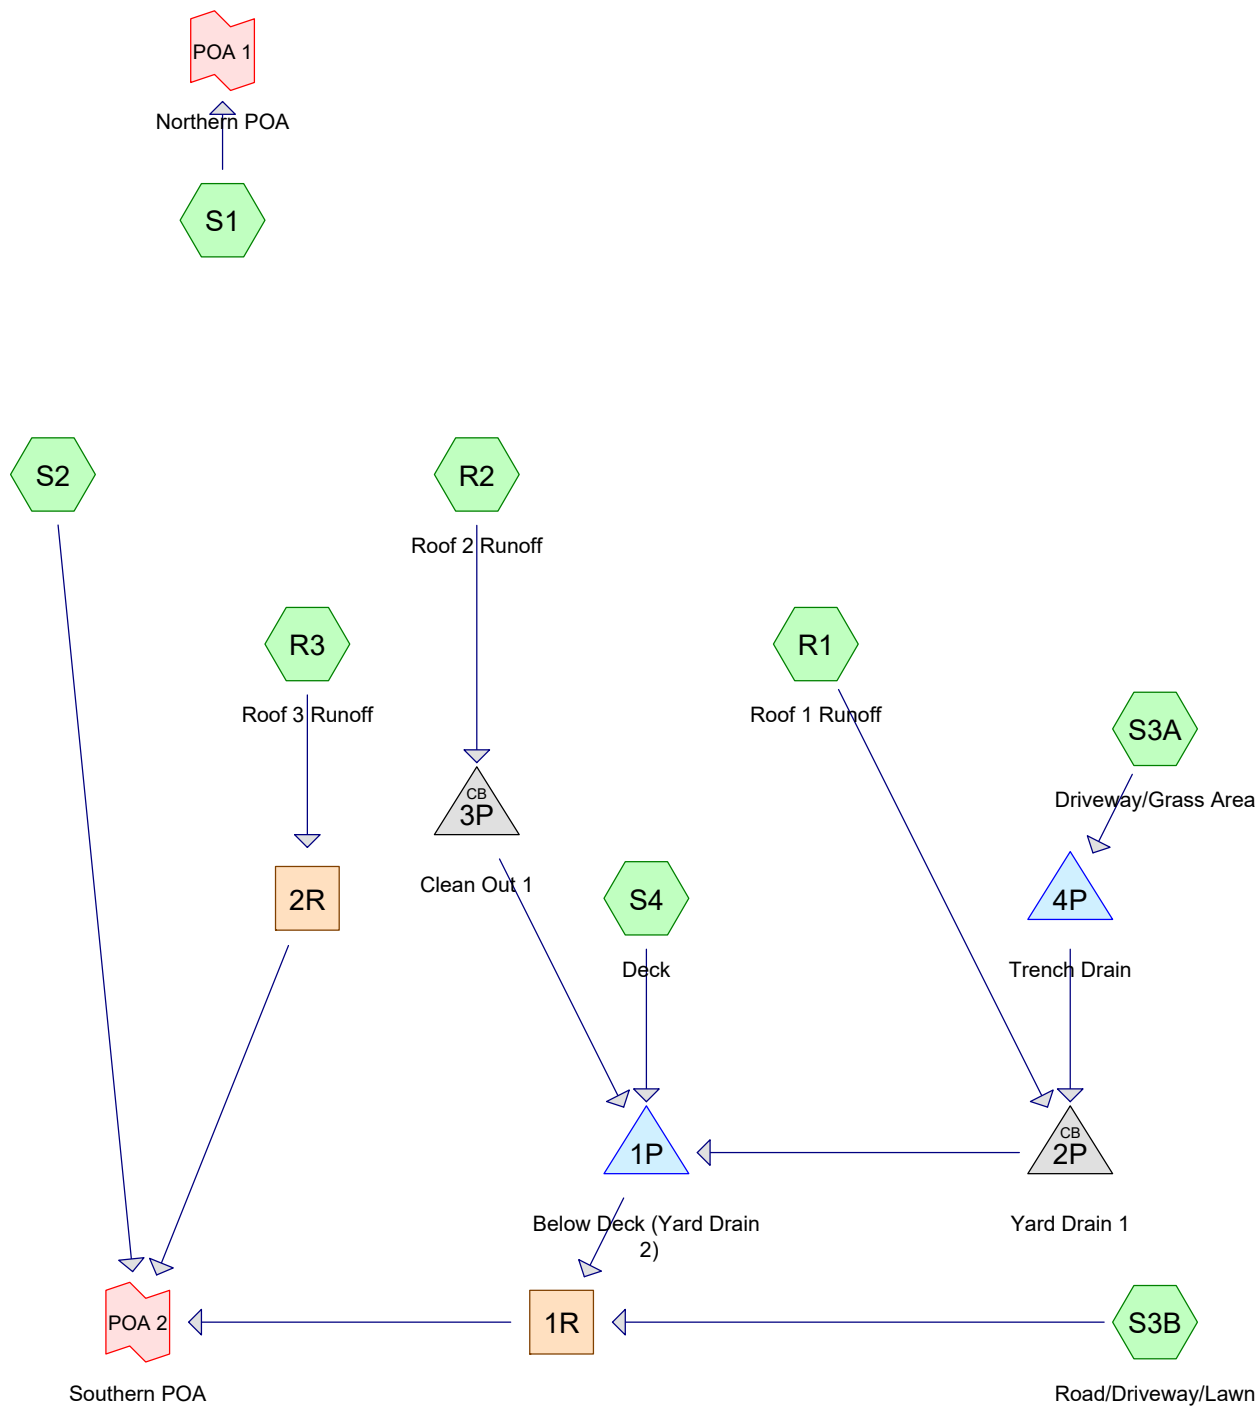 POA 1
Northern POA
S1
S2
R2
Roof 2 Runoff
R3
Roof 3 Runoff
R1
Roof 1 Runoff
S3A
Driveway/Grass Area
CB
3P
Clean Out 1
2R
S4
Deck
4P
Trench Drain
1P
Below Deck (Yard Drain
2)
CB
2P
Yard Drain 1
POA 2
Southern POA
1R
S3B
Road/Driveway/Lawn